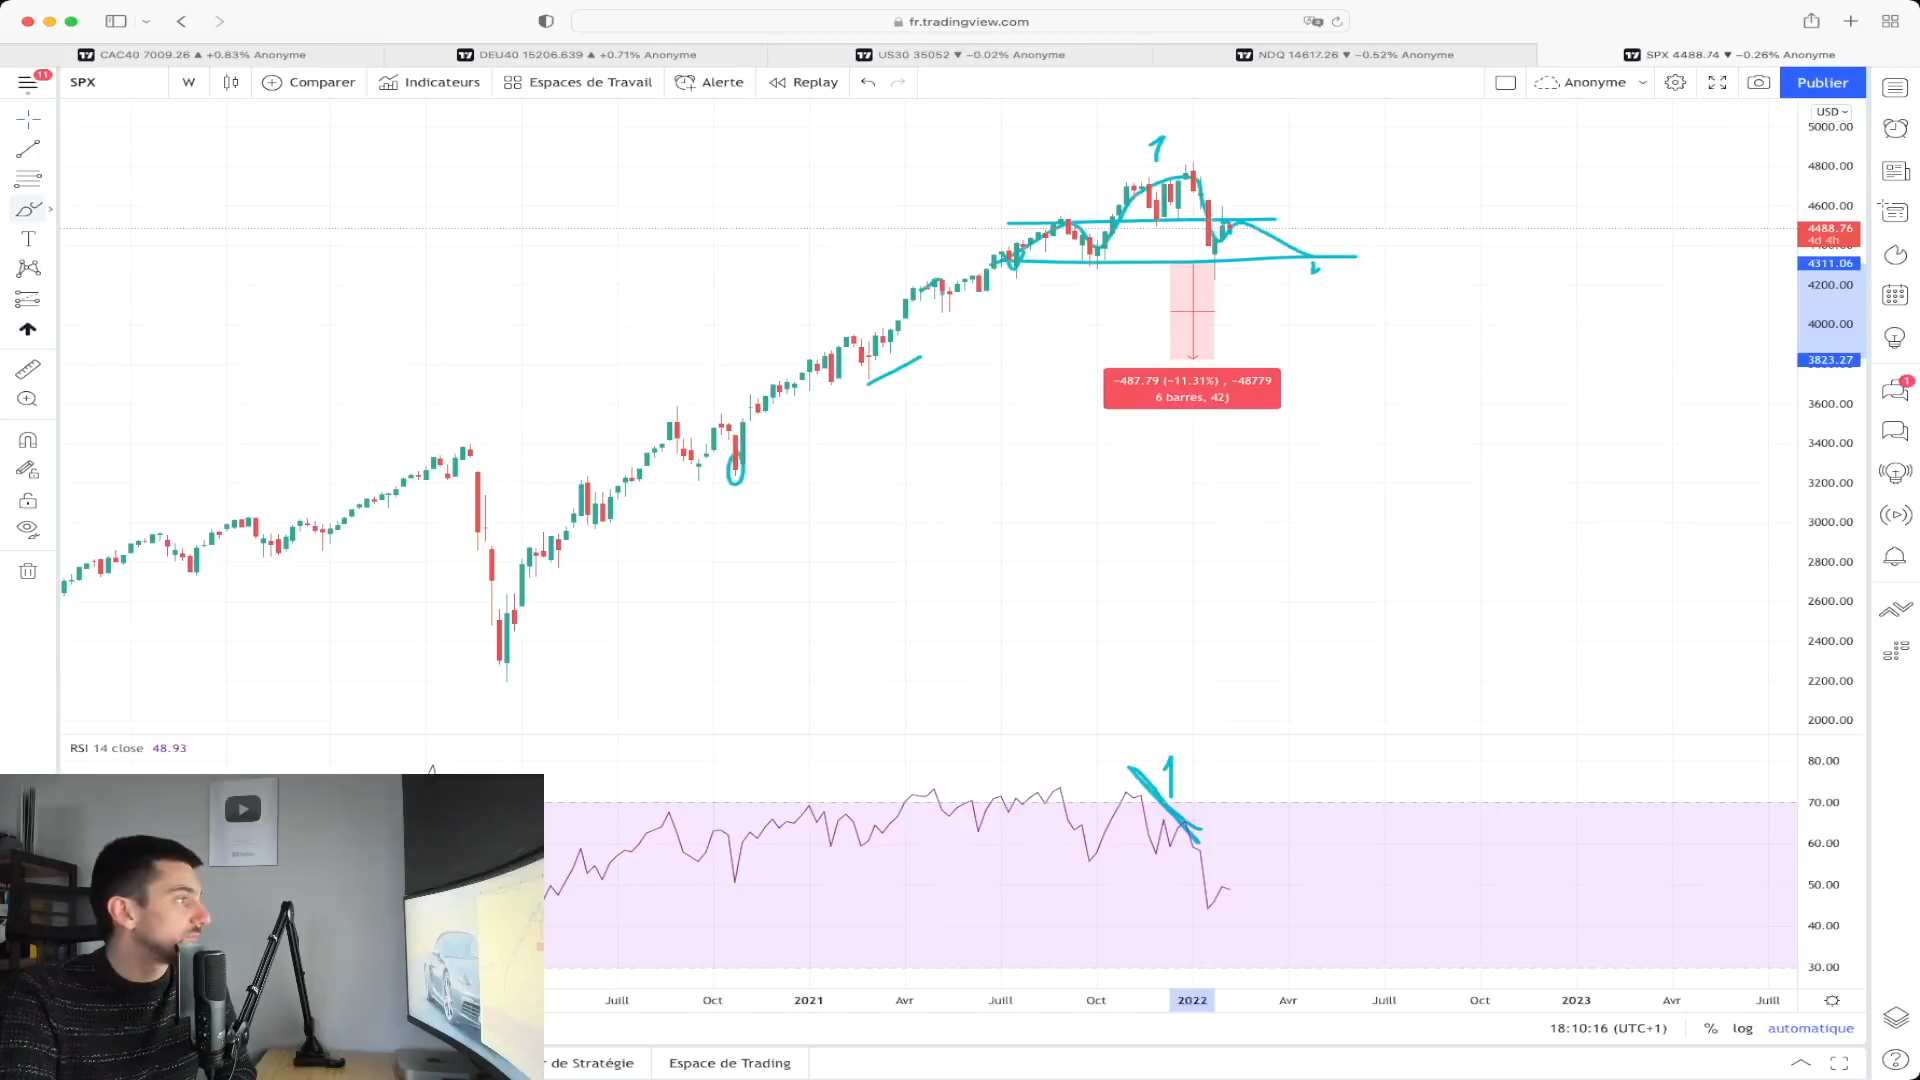 fr.tradingview.com
CAC40 7009.26 ▲ +0.83% Anonyme
DEU40 15206.639 ▲ +0.71% Anonyme
US30 35052 ▼ −0.02% Anonyme
NDQ 14617.26 ▼ −0.52% Anonyme
SPX 4488.74 ▼ −0.26% Anonyme
11
SPX
W
Comparer
Indicateurs
Espaces de Travail
Alerte
Replay
Anonyme
Publier
USD
5000.00
4800.00
4600.00
4488.76
4d 4h
4311.06
4200.00
4000.00
3823.27
3600.00
3400.00
3200.00
3000.00
2800.00
2600.00
2400.00
2200.00
2000.00
1
1
−487.79 (−11.31%) , −48779
6 barres, 42j
RSI 14 close 48.93
1
80.00
70.00
60.00
50.00
40.00
30.00
Juill
Oct
2021
Avr
Juill
Oct
2022
Avr
Juill
Oct
2023
Avr
Juill
18:10:16 (UTC+1)
%
log
automatique
r de Stratégie
Espace de Trading